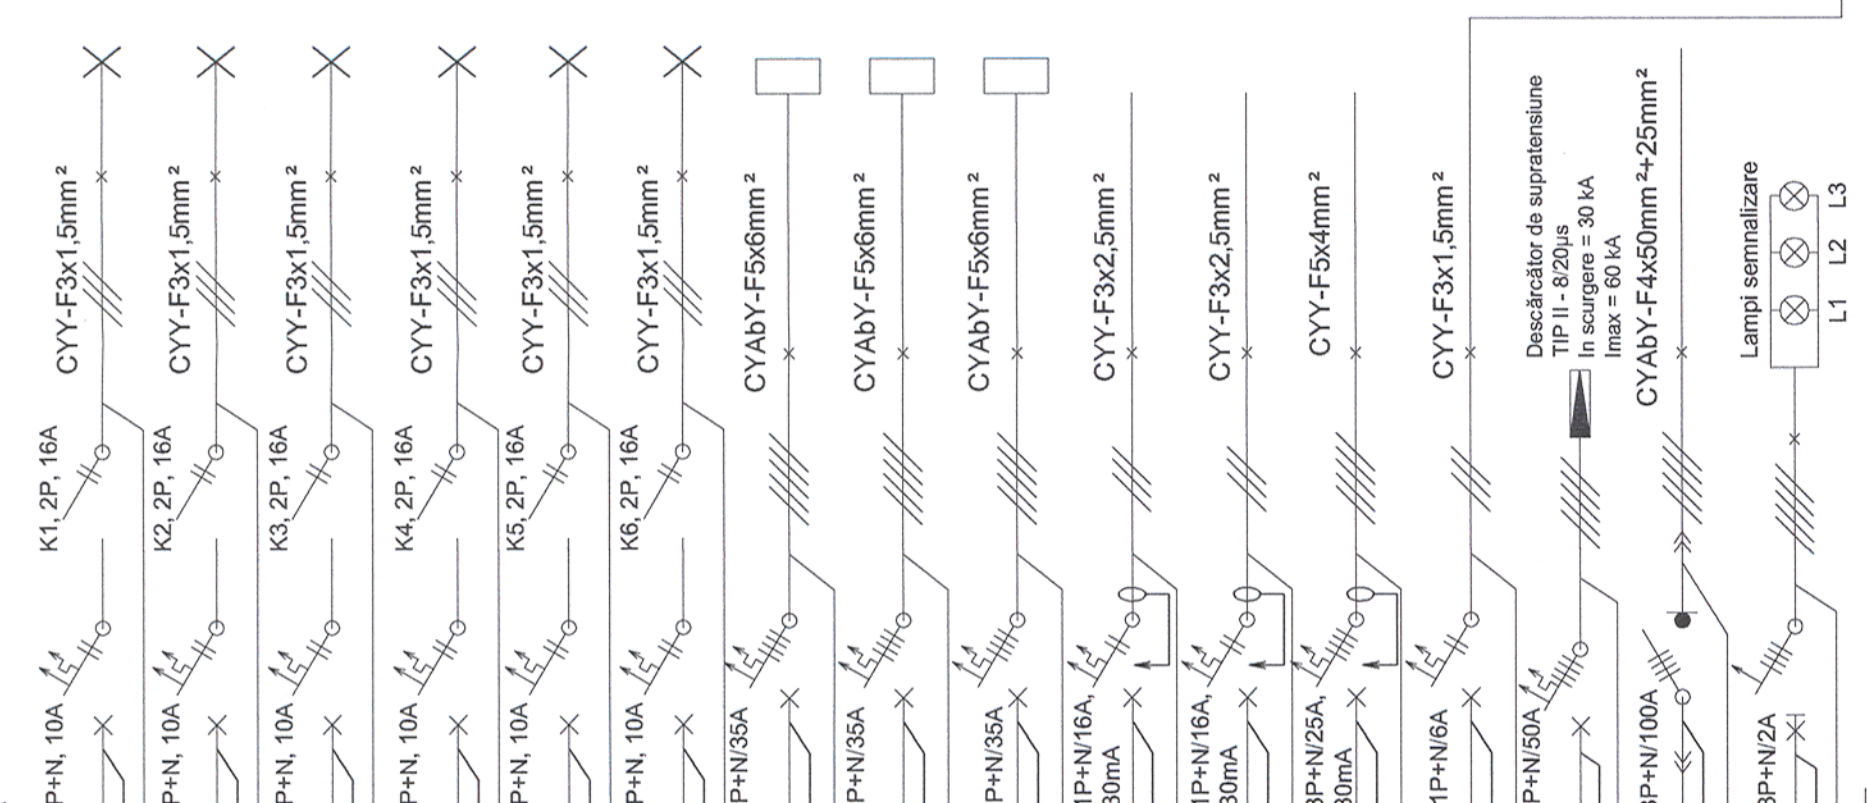 K1, 2P, 16A
CYY-F3x1,5mm²
P+N, 10A
K2, 2P, 16A
CYY-F3x1,5mm²
P+N, 10A
K3, 2P, 16A
CYY-F3x1,5mm²
P+N, 10A
K4, 2P, 16A
CYY-F3x1,5mm²
P+N, 10A
K5, 2P, 16A
CYY-F3x1,5mm²
P+N, 10A
K6, 2P, 16A
CYY-F3x1,5mm²
P+N, 10A
CYAbY-F5x6mm²
P+N/35A
CYAbY-F5x6mm²
P+N/35A
CYAbY-F5x6mm²
P+N/35A
CYY-F3x2,5mm²
1P+N/16A,
30mA
CYY-F3x2,5mm²
1P+N/16A,
30mA
CYY-F5x4mm²
3P+N/25A,
30mA
CYY-F3x1,5mm²
1P+N/6A
Descărcător de supratensiune
TIP II - 8/20µs
In scurgere = 30 kA
Imax = 60 kA
P+N/50A
CYAbY-F4x50mm²+25mm²
3P+N/100A
Lampi semnalizare
L1 L2 L3
3P+N/2A